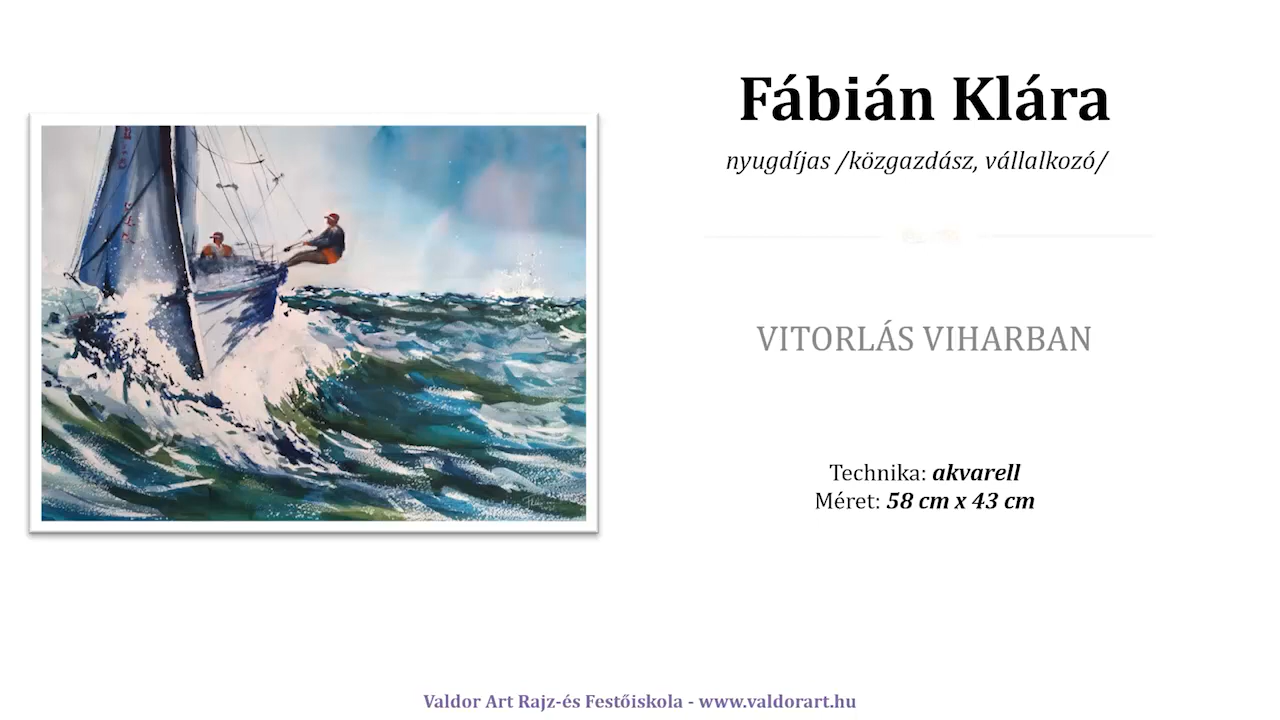 Fábián Klára
nyugdíjas /közgazdász, vállalkozó/
VITORLÁS VIHARBAN
Technika: akvarell
Méret: 58 cm x 43 cm
Valdor Art Rajz-és Festőiskola - www.valdorart.hu